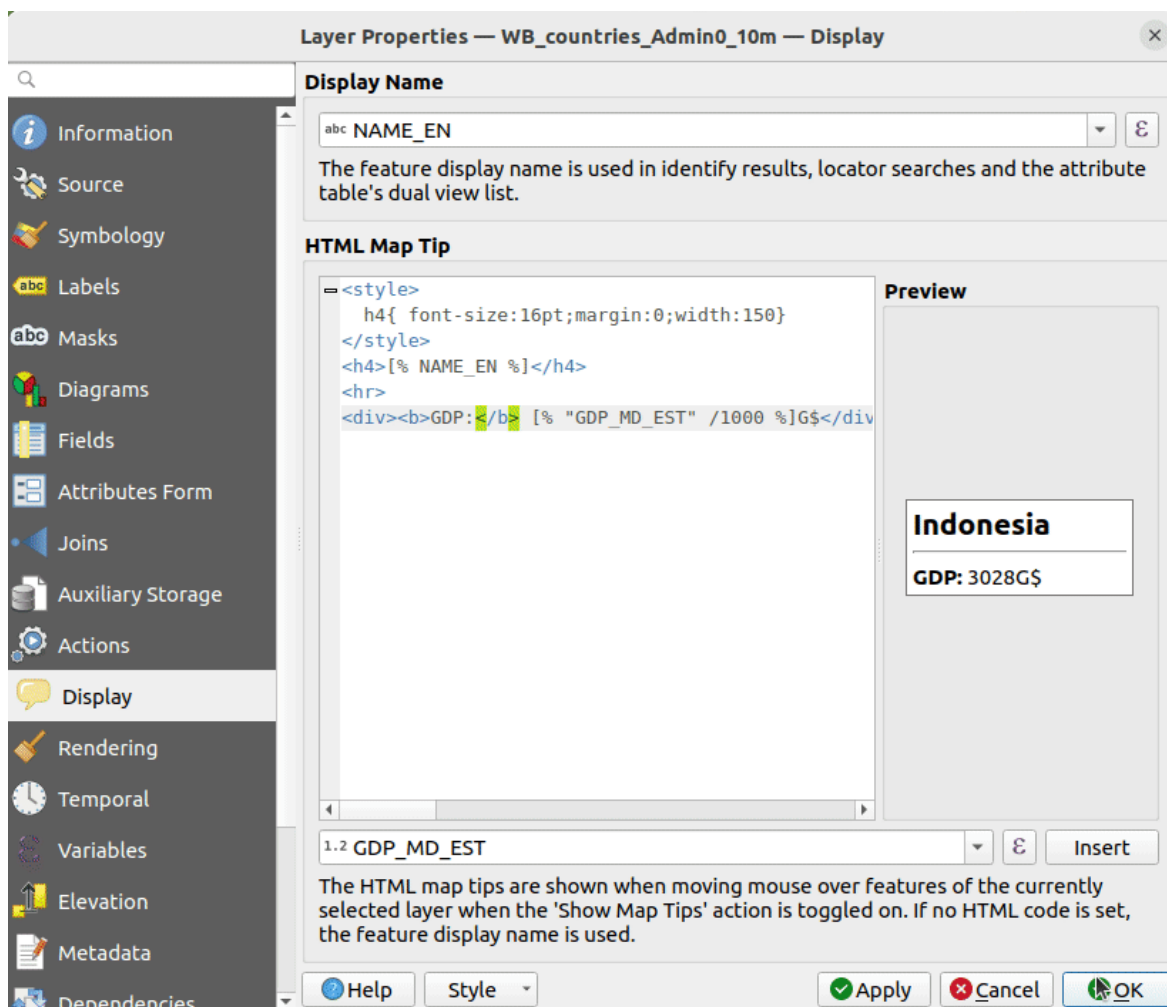 Layer Properties — WB_countries_Admin0_10m — Display
Information
Source
Symbology
abc Labels
abc Masks
Diagrams
Fields
Attributes Form
Joins
Auxiliary Storage
Actions
Display
Rendering
Temporal
Variables
Elevation
Metadata
Dependencies
Display Name
abc NAME_EN
ε
The feature display name is used in identify results, locator searches and the attribute
table's dual view list.
HTML Map Tip
<style>
h4{ font-size:16pt;margin:0;width:150}
</style>
<h4>[% NAME_EN %]</h4>
<hr>
<div><b>GDP:</b> [% "GDP_MD_EST" /1000 %]G$</div
Preview
Indonesia
GDP: 3028G$
1.2 GDP_MD_EST
ε
Insert
The HTML map tips are shown when moving mouse over features of the currently
selected layer when the 'Show Map Tips' action is toggled on. If no HTML code is set,
the feature display name is used.
Help
Style
Apply
Cancel
OK